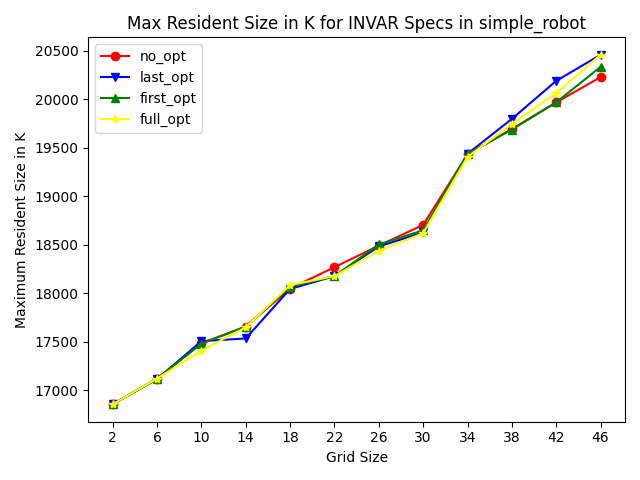 Max Resident Size in K for INVAR Specs in simple_robot
no_opt
last_opt
first_opt
full_opt
Maximum Resident Size in K
20500
20000
19500
19000
18500
18000
17500
17000
2 6 10 14 18 22 26 30 34 38 42 46
Grid Size